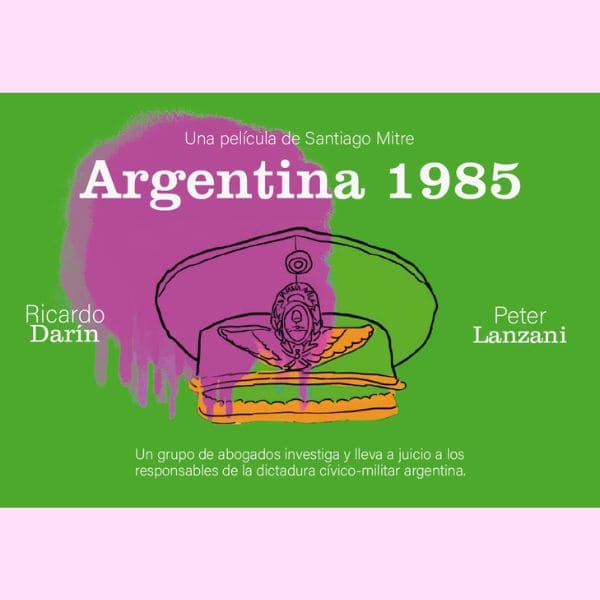 Una película de Santiago Mitre
Argentina 1985
Ricardo
Darín
Peter
Lanzani
Un grupo de abogados investiga y lleva a juicio a los
responsables de la dictadura cívico-militar argentina.